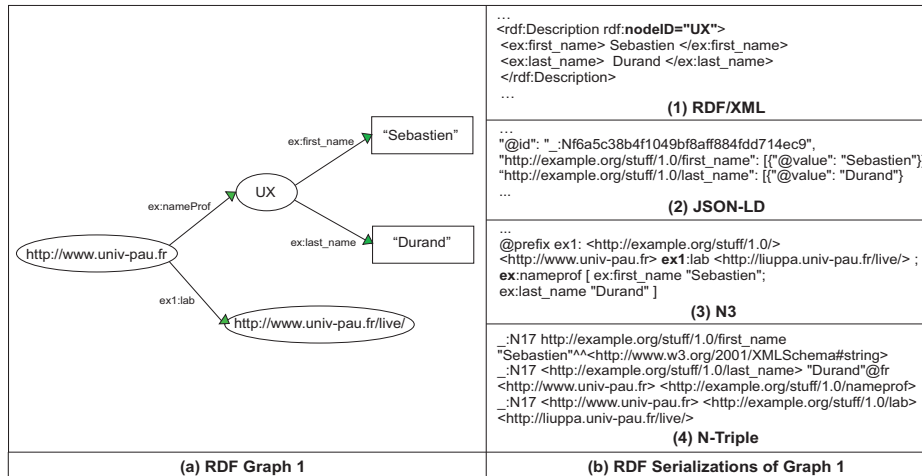 ex:first_name
"Sebastien"
UX
ex:nameProf
ex:last_name
"Durand"
http://www.univ-pau.fr
ex1:lab
http://www.univ-pau.fr/live/
(a) RDF Graph 1
...
<rdf:Description rdf:nodeID="UX">
<ex:first_name> Sebastien </ex:first_name>
<ex:last_name> Durand </ex:last_name>
</rdf:Description>
...
(1) RDF/XML
...
"@id": "_:Nf6a5c38b4f1049bf8aff884fdd714ec9",
"http://example.org/stuff/1.0/first_name": [{"@value": "Sebastien"}]
"http://example.org/stuff/1.0/last_name": [{"@value": "Durand"}
...
(2) JSON-LD
...
@prefix ex1: <http://example.org/stuff/1.0/>
<http://www.univ-pau.fr> ex1:lab <http://liuppa.univ-pau.fr/live/> ;
ex:nameprof [ ex:first_name "Sebastien";
ex:last_name "Durand" ]
(3) N3
_:N17 http://example.org/stuff/1.0/first_name
"Sebastien"^^<http://www.w3.org/2001/XMLSchema#string>
_:N17 <http://example.org/stuff/1.0/last_name> "Durand"@fr
<http://www.univ-pau.fr> <http://example.org/stuff/1.0/nameprof>
_:N17 <http://www.univ-pau.fr> <http://example.org/stuff/1.0/lab>
<http://liuppa.univ-pau.fr/live/>
(4) N-Triple
(b) RDF Serializations of Graph 1